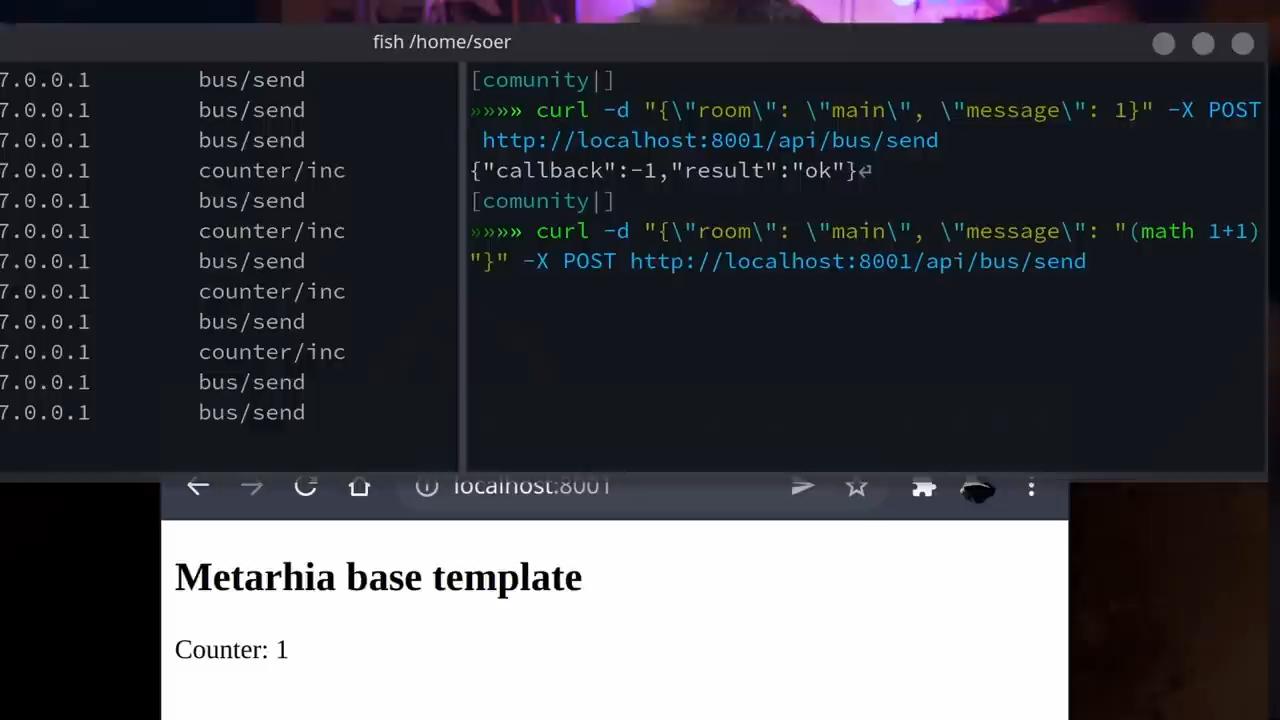 fish /home/soer
7.0.0.1 bus/send
7.0.0.1 bus/send
7.0.0.1 bus/send
7.0.0.1 counter/inc
7.0.0.1 bus/send
7.0.0.1 counter/inc
7.0.0.1 bus/send
7.0.0.1 counter/inc
7.0.0.1 bus/send
7.0.0.1 counter/inc
7.0.0.1 bus/send
7.0.0.1 bus/send
[comunity|]
»»»» curl -d "{\"room\": \"main\", \"message\": 1}" -X POST
http://localhost:8001/api/bus/send
{"callback":-1,"result":"ok"}⏎
[comunity|]
»»»» curl -d "{\"room\": \"main\", \"message\": "(math 1+1)
"}" -X POST http://localhost:8001/api/bus/send
localhost:8001
Metarhia base template
Counter: 1